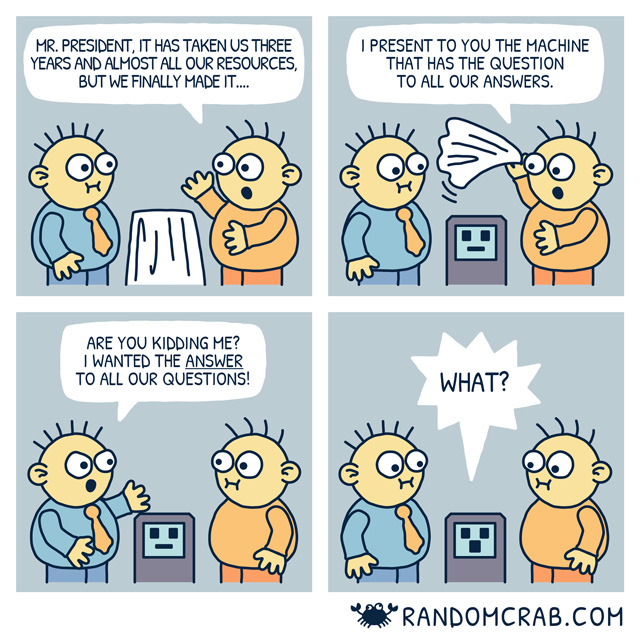 MR. PRESIDENT, IT HAS TAKEN US THREE
YEARS AND ALMOST ALL OUR RESOURCES,
BUT WE FINALLY MADE IT....
I PRESENT TO YOU THE MACHINE
THAT HAS THE QUESTION
TO ALL OUR ANSWERS.
ARE YOU KIDDING ME?
I WANTED THE ANSWER
TO ALL OUR QUESTIONS!
WHAT?
RANDOMCRAB.COM